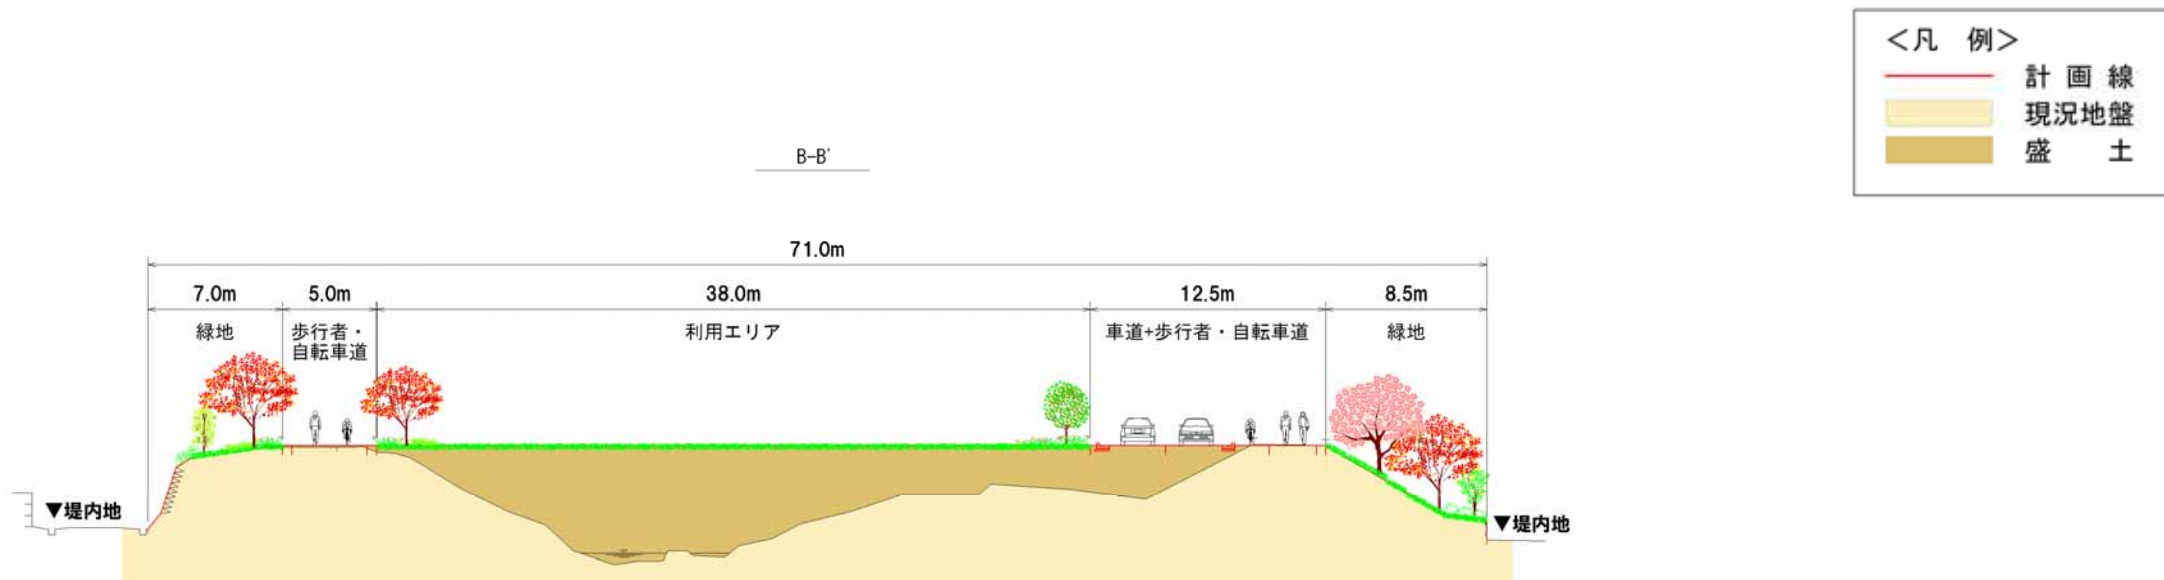 <凡 例>
計 画 線
現況地盤
盛 土
B-B'
71.0m
7.0m 5.0m 38.0m 12.5m 8.5m
緑地 歩行者・ 利用エリア 車道+歩行者・自転車道 緑地
自転車道
▼堤内地 ▼堤内地